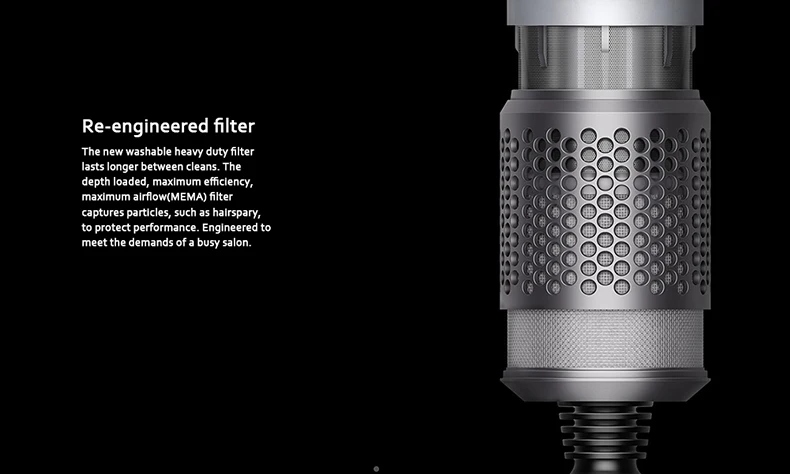 Re-engineered filter
The new washable heavy duty filter
lasts longer between cleans. The
depth loaded, maximum efficiency,
maximum airflow(MEMA) filter
captures particles, such as hairspary,
to protect performance. Engineered to
meet the demands of a busy salon.